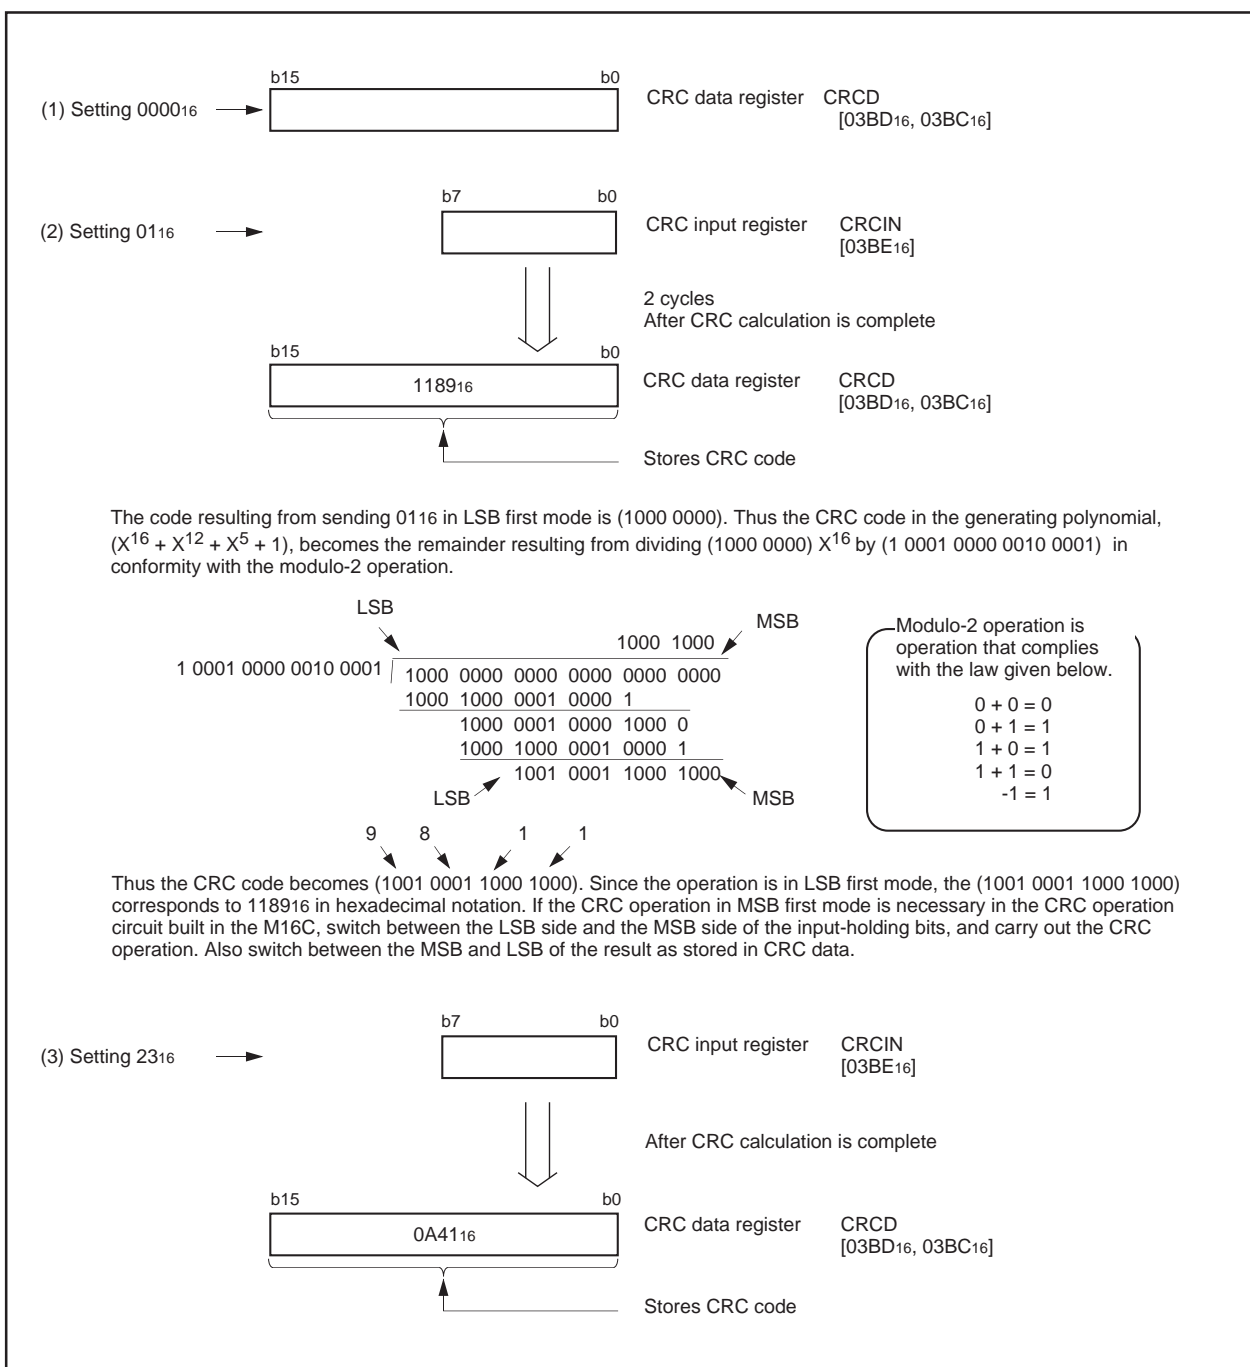 b15 b0
(1) Setting 000016
CRC data register CRCD
[03BD16, 03BC16]
b7 b0
(2) Setting 0116
CRC input register CRCIN
[03BE16]
2 cycles
After CRC calculation is complete
b15 b0
118916
CRC data register CRCD
[03BD16, 03BC16]
Stores CRC code
The code resulting from sending 0116 in LSB first mode is (1000 0000). Thus the CRC code in the generating polynomial,
(X16 + X12 + X5 + 1), becomes the remainder resulting from dividing (1000 0000) X16 by (1 0001 0000 0010 0001) in
conformity with the modulo-2 operation.
LSB
MSB
1000 1000
1 0001 0000 0010 0001
1000 0000 0000 0000 0000 0000
1000 1000 0001 0000 1
1000 0001 0000 1000 0
1000 1000 0001 0000 1
1001 0001 1000 1000
LSB
MSB
Modulo-2 operation is
operation that complies
with the law given below.
0 + 0 = 0
0 + 1 = 1
1 + 0 = 1
1 + 1 = 0
-1 = 1
9 8 1 1
Thus the CRC code becomes (1001 0001 1000 1000). Since the operation is in LSB first mode, the (1001 0001 1000 1000)
corresponds to 118916 in hexadecimal notation. If the CRC operation in MSB first mode is necessary in the CRC operation
circuit built in the M16C, switch between the LSB side and the MSB side of the input-holding bits, and carry out the CRC
operation. Also switch between the MSB and LSB of the result as stored in CRC data.
b7 b0
(3) Setting 2316
CRC input register CRCIN
[03BE16]
After CRC calculation is complete
b15 b0
0A4116
CRC data register CRCD
[03BD16, 03BC16]
Stores CRC code